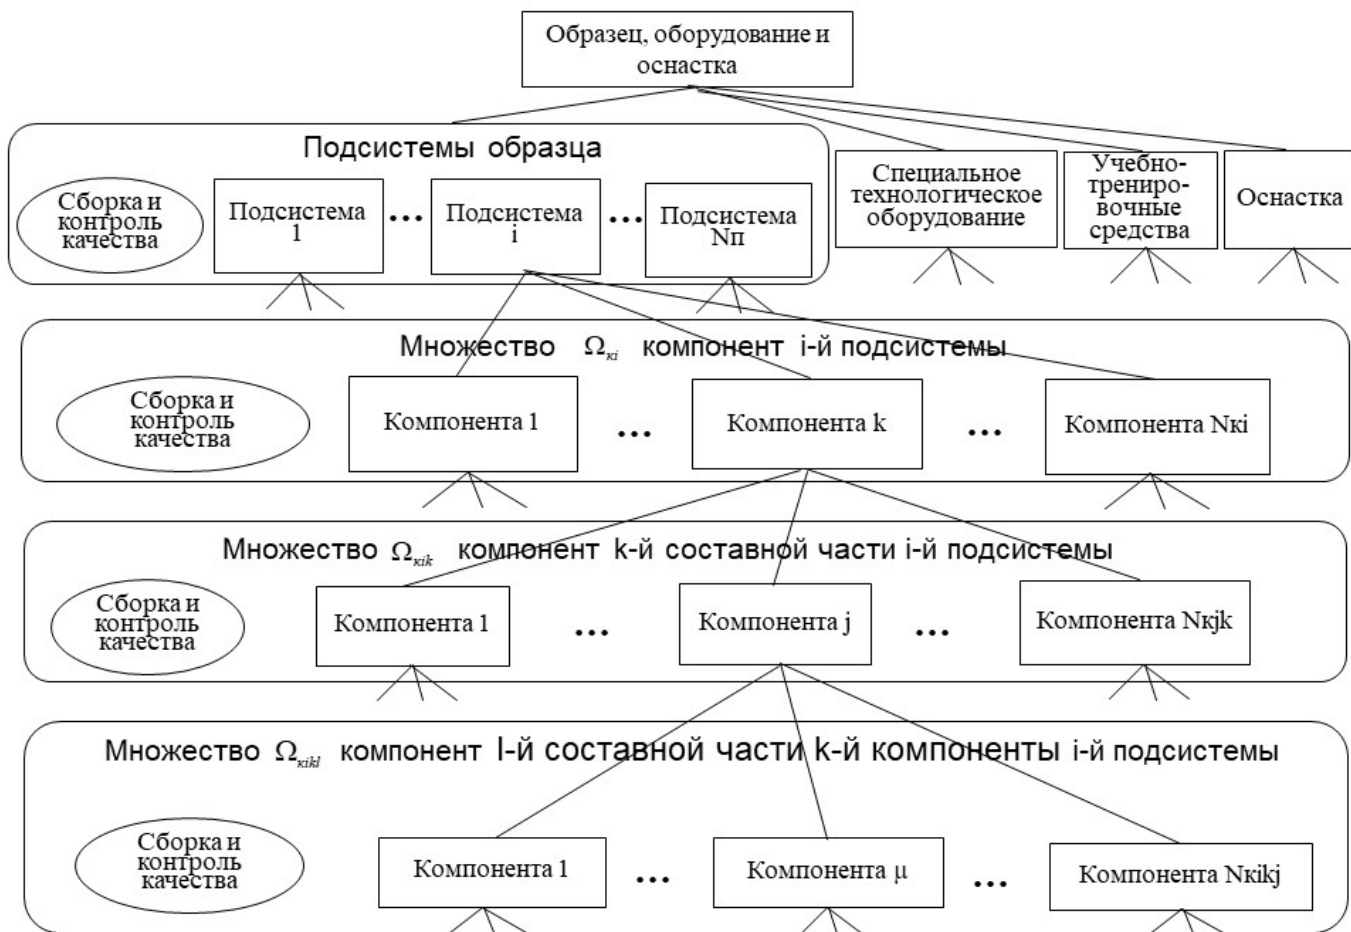 Образец, оборудование и
оснастка
Подсистемы образца
Сборка и
контроль
качества
Подсистема
1
...
Подсистема
i
...
Подсистема
Nп
Специальное
технологическое
оборудование
Учебно-
трениро-
вочные
средства
Оснастка
Множество Ωкi компонент i-й подсистемы
Сборка и
контроль
качества
Компонента 1
...
Компонента k
...
Компонента Nкi
Множество Ωкik компонент k-й составной части i-й подсистемы
Сборка и
контроль
качества
Компонента 1
...
Компонента j
...
Компонента Nкjk
Множество Ωкikl компонент l-й составной части k-й компоненты i-й подсистемы
Сборка и
контроль
качества
Компонента 1
...
Компонента μ
...
Компонента Nкikj